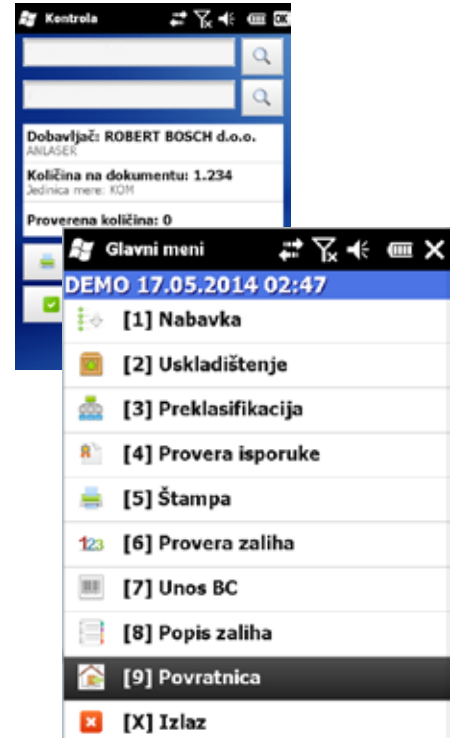 Kontrola
OK
Dobavljač: ROBERT BOSCH d.o.o.
ANLASER
Količina na dokumentu: 1.234
Jedinica mere: KOM
Proverena količina: 0
Glavni meni
DEMO 17.05.2014 02:47
[1] Nabavka
[2] Uskladištenje
[3] Preklasifikacija
[4] Provera isporuke
[5] Štampa
123 [6] Provera zaliha
[7] Unos BC
[8] Popis zaliha
[9] Povratnica
[X] Izlaz